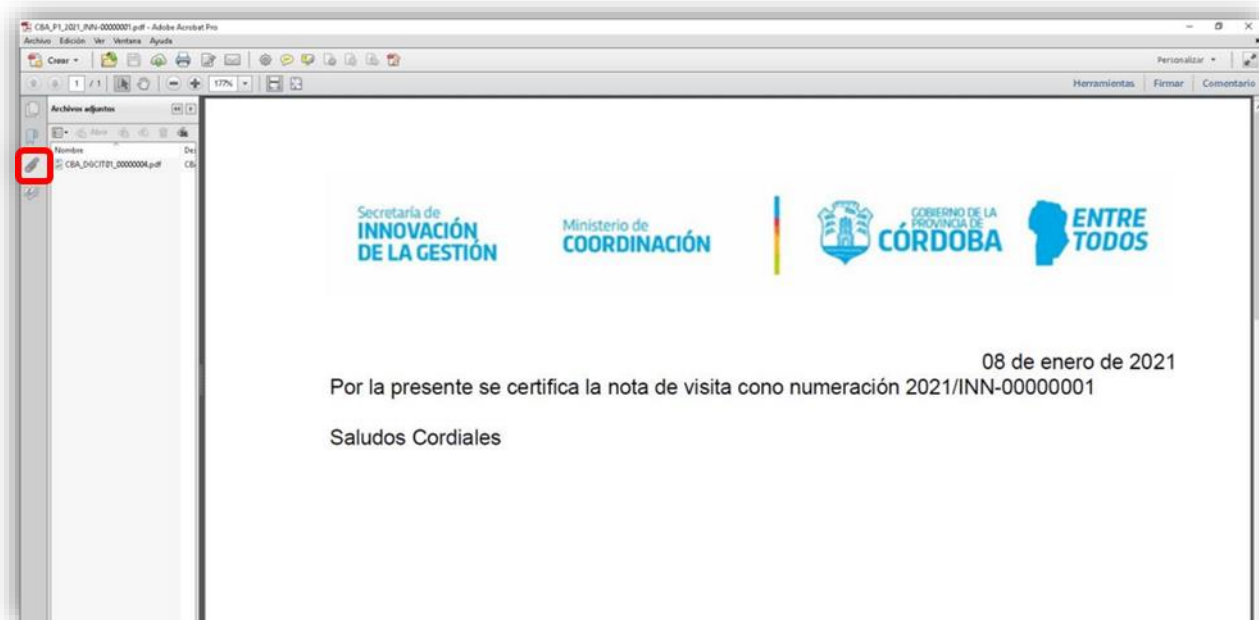 CBA_P1_2021_INN-00000001.pdf - Adobe Acrobat Pro
Archivo Edición Ver Ventana Ayuda
Crear
Personalizar
1 / 1 177%
Herramientas Firmar Comentario
Archivos adjuntos
Abrir
Nombre Des
CBA_DGCIT01_00000004.pdf CBA
Secretaría de
INNOVACIÓN
DE LA GESTIÓN
Ministerio de
COORDINACIÓN
GOBIERNO DE LA
PROVINCIA DE
CÓRDOBA
ENTRE
TODOS
08 de enero de 2021
Por la presente se certifica la nota de visita cono numeración 2021/INN-00000001
Saludos Cordiales